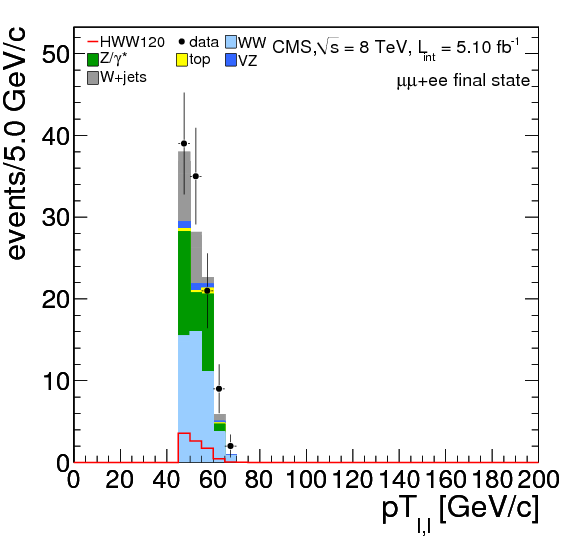 HWW120 data WW CMS,√s = 8 TeV, L_int = 5.10 fb⁻¹
Z/γ* top VZ
W+jets μμ+ee final state
events/5.0 GeV/c
50
40
30
20
10
0
0 20 40 60 80 100 120 140 160 180 200
pT_l,l [GeV/c]